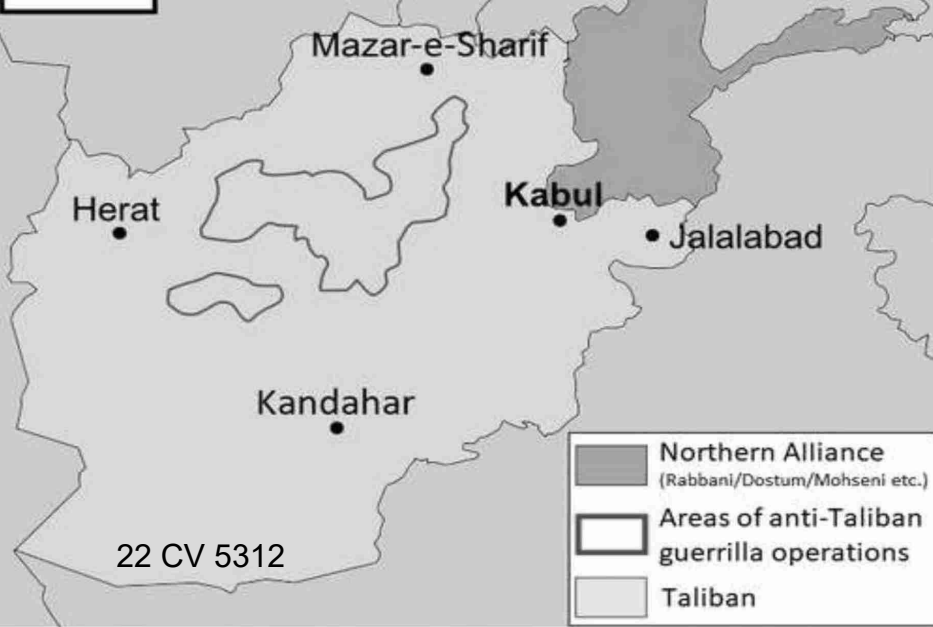 Mazar-e-Sharif
Kabul
Herat
Jalalabad
Kandahar
Northern Alliance
(Rabbani/Dostum/Mohseni etc.)
Areas of anti-Taliban
guerrilla operations
Taliban
22 CV 5312